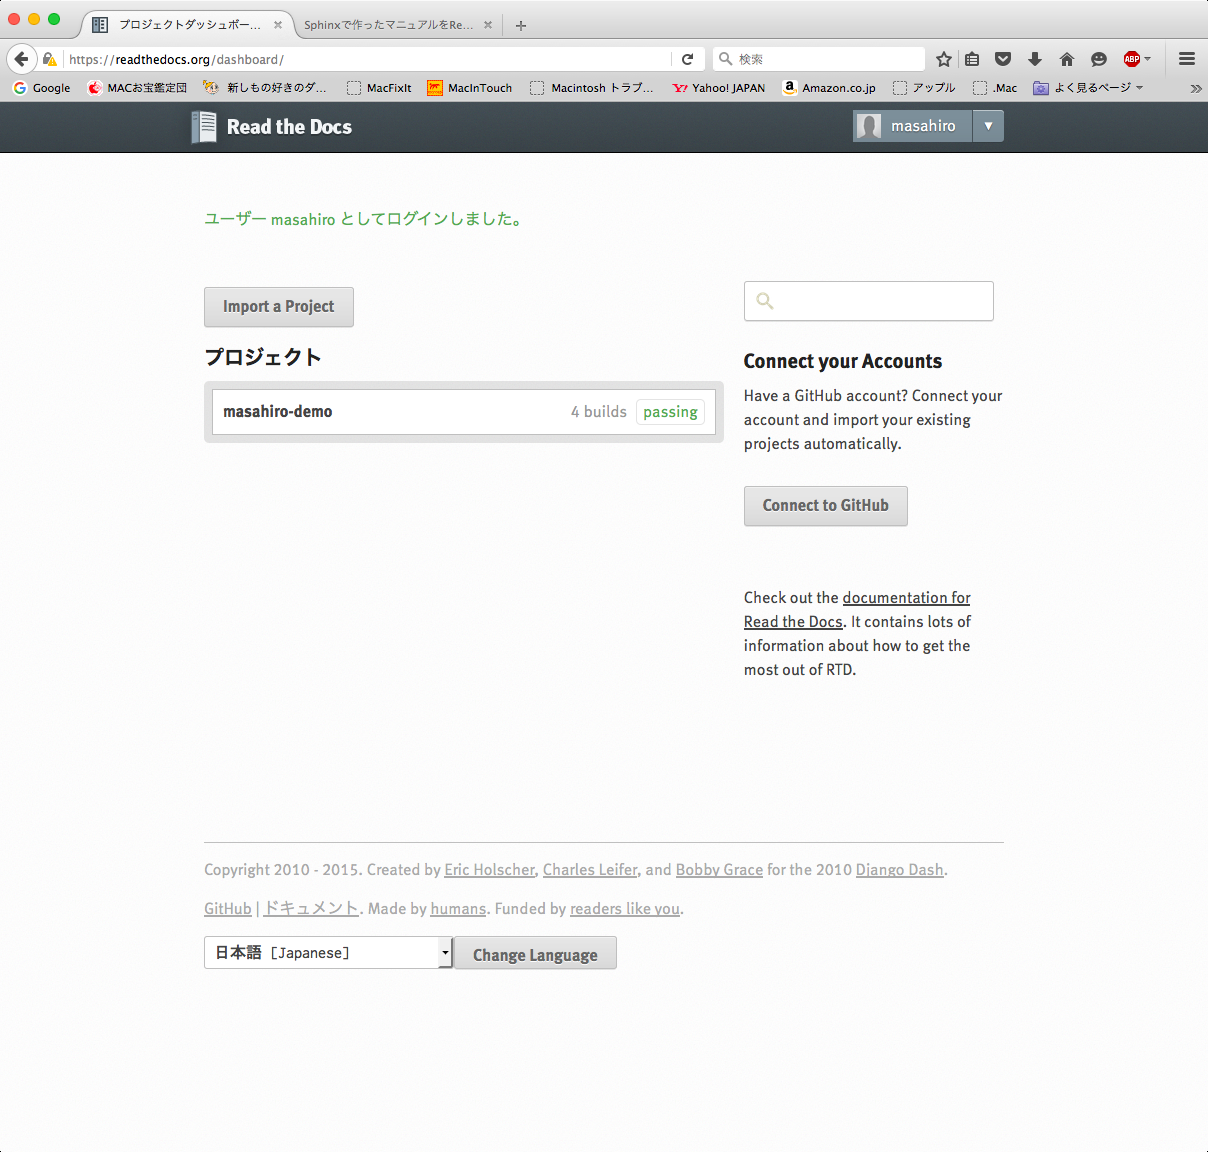 プロジェクトダッシュボー...
Sphinxで作ったマニュアルをRe...
https://readthedocs.org/dashboard/
検索
ABP
Google
MACお宝鑑定団
新しもの好きのダ...
MacFixIt
MacInTouch
Macintosh トラブ...
Yahoo! JAPAN
Amazon.co.jp
アップル
.Mac
よく見るページ
Read the Docs
masahiro
ユーザー masahiro としてログインしました。
Import a Project
プロジェクト
masahiro-demo
4 builds
passing
Connect your Accounts
Have a GitHub account? Connect your
account and import your existing
projects automatically.
Connect to GitHub
Check out the documentation for
Read the Docs. It contains lots of
information about how to get the
most out of RTD.
Copyright 2010 - 2015. Created by Eric Holscher, Charles Leifer, and Bobby Grace for the 2010 Django Dash.
GitHub | ドキュメント. Made by humans. Funded by readers like you.
日本語 [Japanese]
Change Language